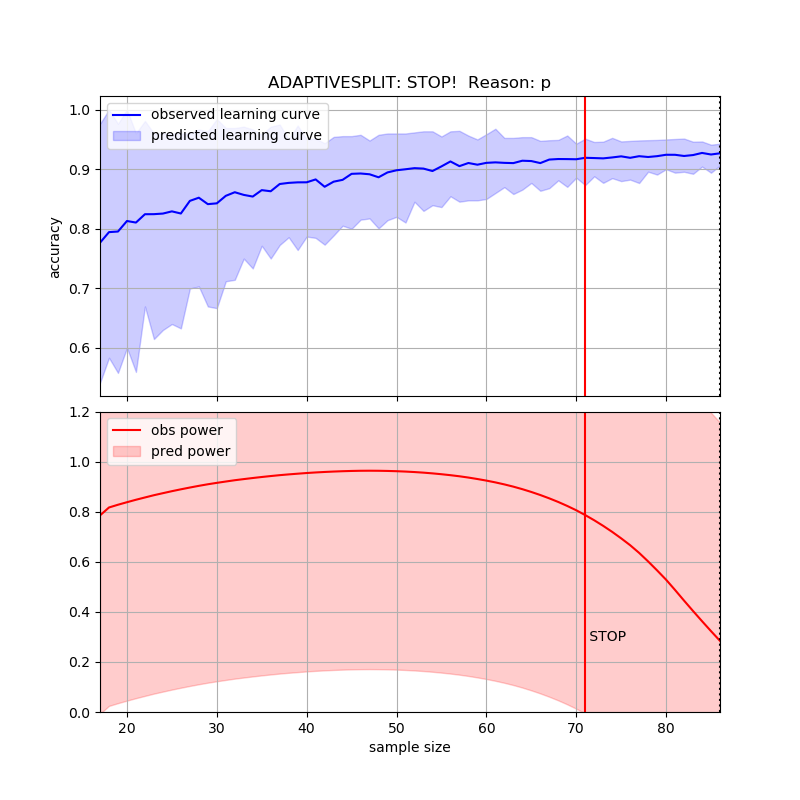 ADAPTIVESPLIT: STOP!  Reason: p
observed learning curve
predicted learning curve
1.0
0.9
0.8
0.7
0.6
accuracy
obs power
pred power
1.2
1.0
0.8
0.6
0.4
0.2
0.0
STOP
20 30 40 50 60 70 80
sample size